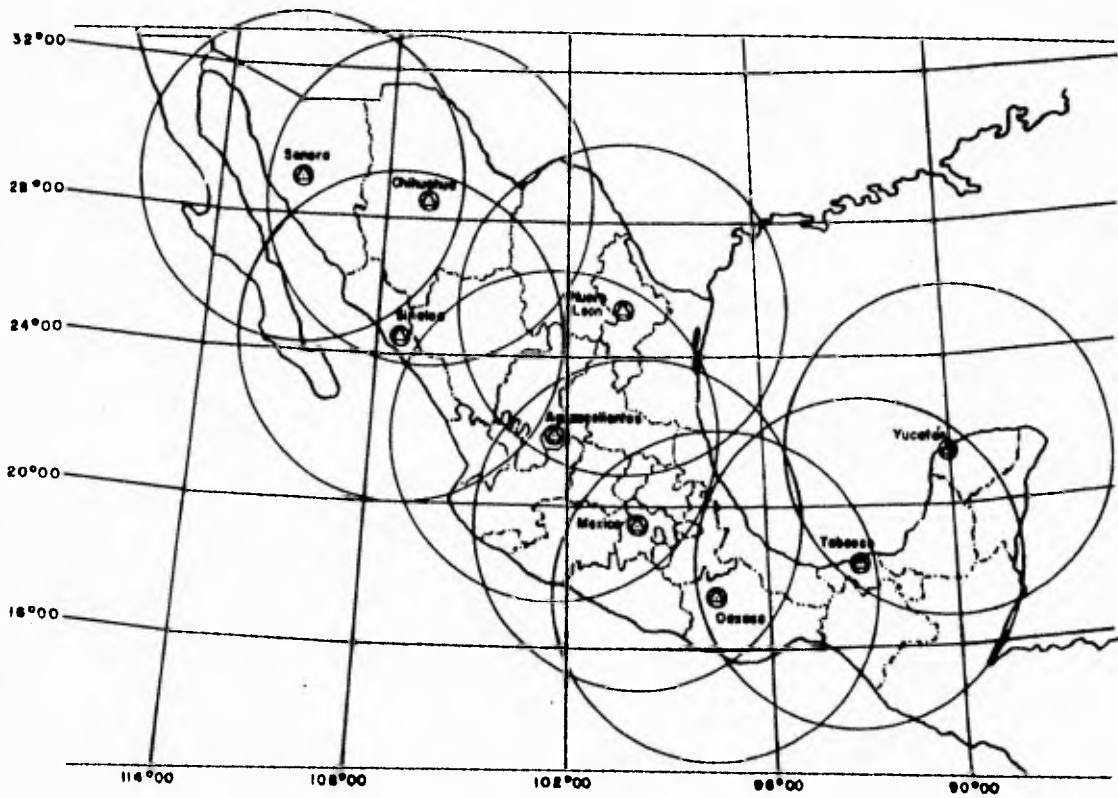 32°00
Sonora
Chihuahua
28°00
Nuevo
Leon
Sinaloa
24°00
Aguascalientes
Yucatan
20°00
Mexico
Tabasco
Oaxaca
16°00
114°00
108°00
102°00
96°00
90°00